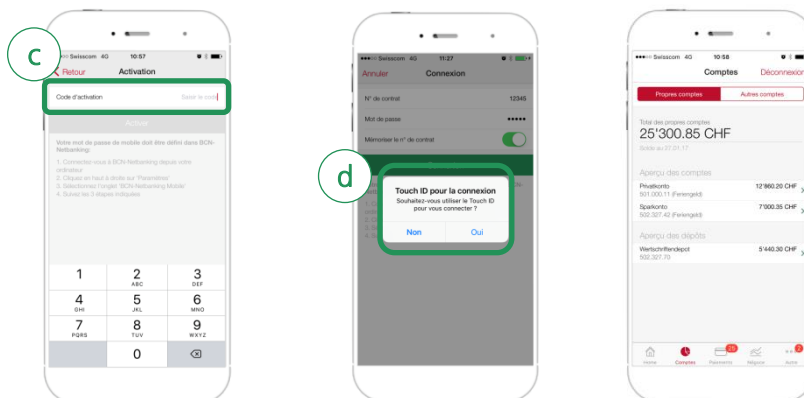 c
Swisscom 4G 10:57
Retour Activation
Code d'activation Saisir le code
Activer
Votre mot de passe de mobile doit être défini dans BCN-
Netbanking:
1. Connectez-vous à BCN-Netbanking depuis votre
ordinateur
2. Cliquez en haut à droite sur "Paramètres"
3. Sélectionnez l'onglet "BCN-Netbanking Mobile"
4. Suivez les 3 étapes indiquées
1 2 3
ABC DEF
4 5 6
GHI JKL MNO
7 8 9
PQRS TUV WXYZ
0
d
Swisscom 4G 11:27
Annuler Connexion
N° de contrat 12345
Mot de passe
Mémoriser le n° de contrat
Touch ID pour la connexion
Souhaitez-vous utiliser le Touch ID
pour vous connecter ?
Non Oui
Swisscom 4G 10:58
Comptes Déconnexion
Propres comptes Autres comptes
Total des propres comptes
25'300.85 CHF
Solde au 27.01.17
Aperçu des comptes
Privatkonto 12'860.20 CHF
501.000.11 (Feriengeld)
Sparkonto 7'000.35 CHF
502.327.42 (Feriengeld)
Aperçu des dépôts
Wertschriftendepot 5'440.30 CHF
502.327.70
25 2
Home Comptes Paiements Négoce Autre